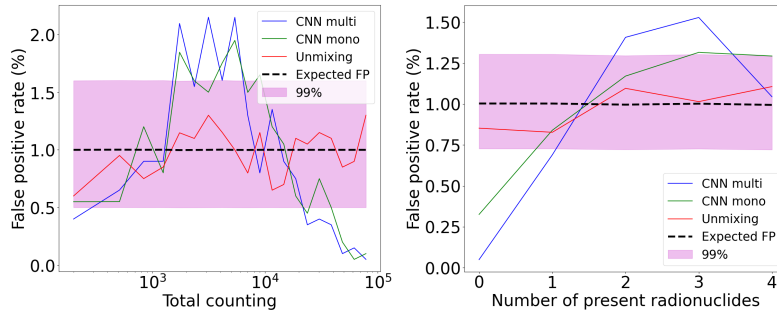 False positive rate (%)
2.0
1.5
1.0
0.5
0.0
CNN multi
CNN mono
Unmixing
Expected FP
99%
10³
10⁴
10⁵
Total counting
False positive rate (%)
1.50
1.25
1.00
0.75
0.50
0.25
0.00
CNN multi
CNN mono
Unmixing
Expected FP
99%
0 1 2 3 4
Number of present radionuclides